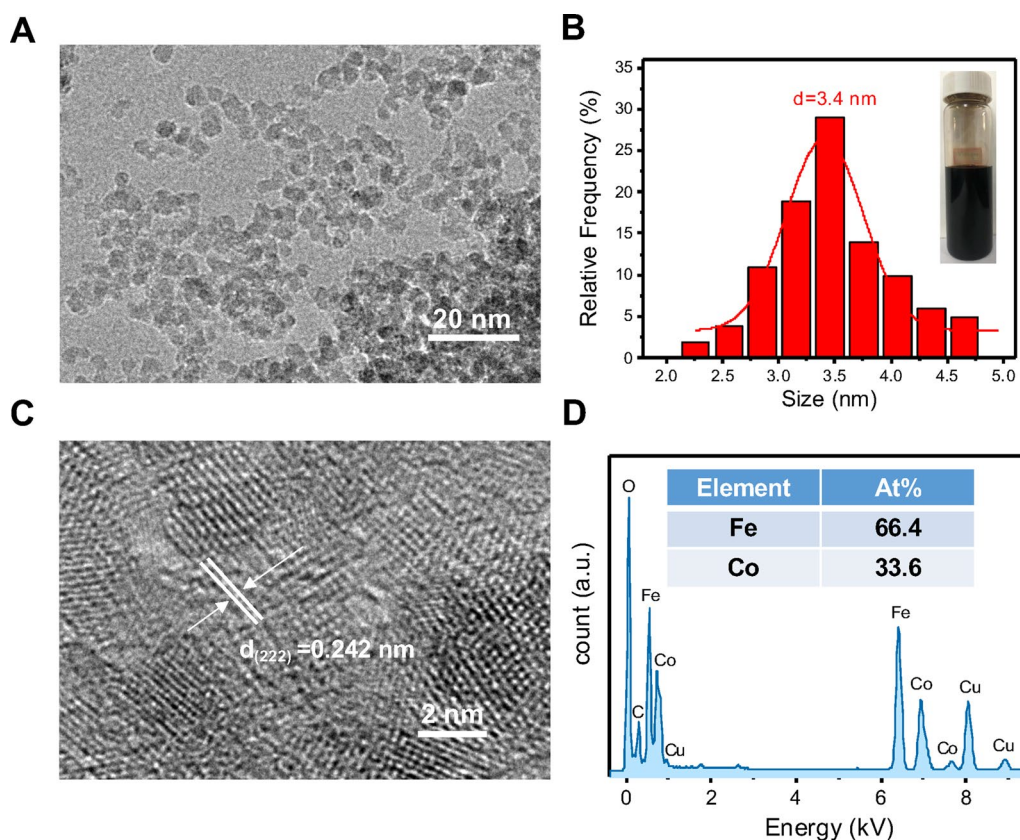 A
20 nm
B
Relative Frequency (%)
35
30
25
20
15
10
5
0
d=3.4 nm
2.0 2.5 3.0 3.5 4.0 4.5 5.0
Size (nm)
C
d(222) =0.242 nm
2 nm
D
count (a.u.)
Element At%
Fe 66.4
Co 33.6
O
Fe
Co
C
Cu
Fe
Co
Co
Cu
Cu
0 2 4 6 8
Energy (kV)